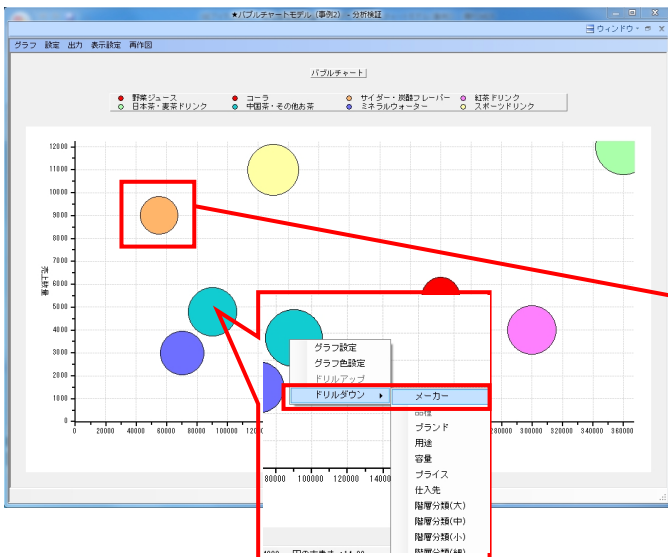 ★バブルチャートモデル_(事例2) - 分析検証
ウィンドウ・
グラフ 設定 出力 表示設定 再作図
バブルチャート
野菜ジュース コーラ サイダー・炭酸フレーバー 紅茶ドリンク
日本茶・麦茶ドリンク 中国茶・その他お茶 ミネラルウォーター スポーツドリンク
12000
11000
10000
9000
8000
7000
6000
5000
4000
3000
2000
1000
0
売上数量
0 20000 40000 60000 80000 100000 280000 300000 320000 340000 360000
グラフ設定
グラフ色設定
ドリルアップ
ドリルダウン
メーカー
品種
ブランド
用途
容量
プライス
仕入先
階層分類(大)
階層分類(中)
階層分類(小)
80000 100000 120000